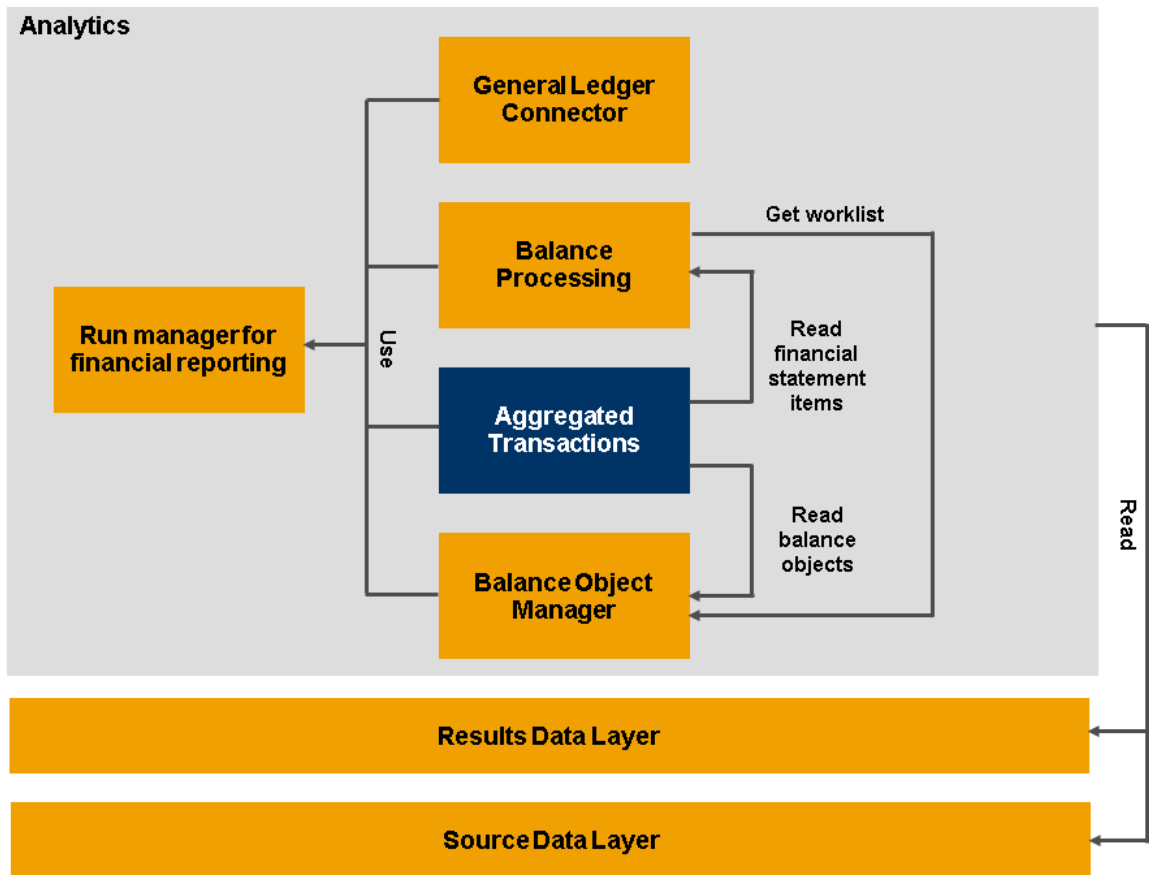 Analytics
General Ledger
Connector
Get worklist
Balance
Processing
Run manager for
financial reporting
Use
Read
financial
statement
items
Aggregated
Transactions
Read
Read
balance
objects
Balance Object
Manager
Results Data Layer
Source Data Layer